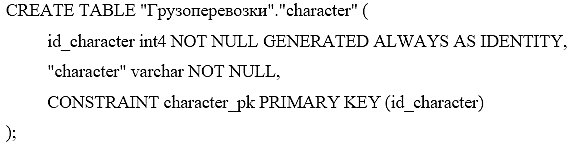 CREATE TABLE "Грузоперевозки"."character" (
id_character int4 NOT NULL GENERATED ALWAYS AS IDENTITY,
"character" varchar NOT NULL,
CONSTRAINT character_pk PRIMARY KEY (id_character)
);